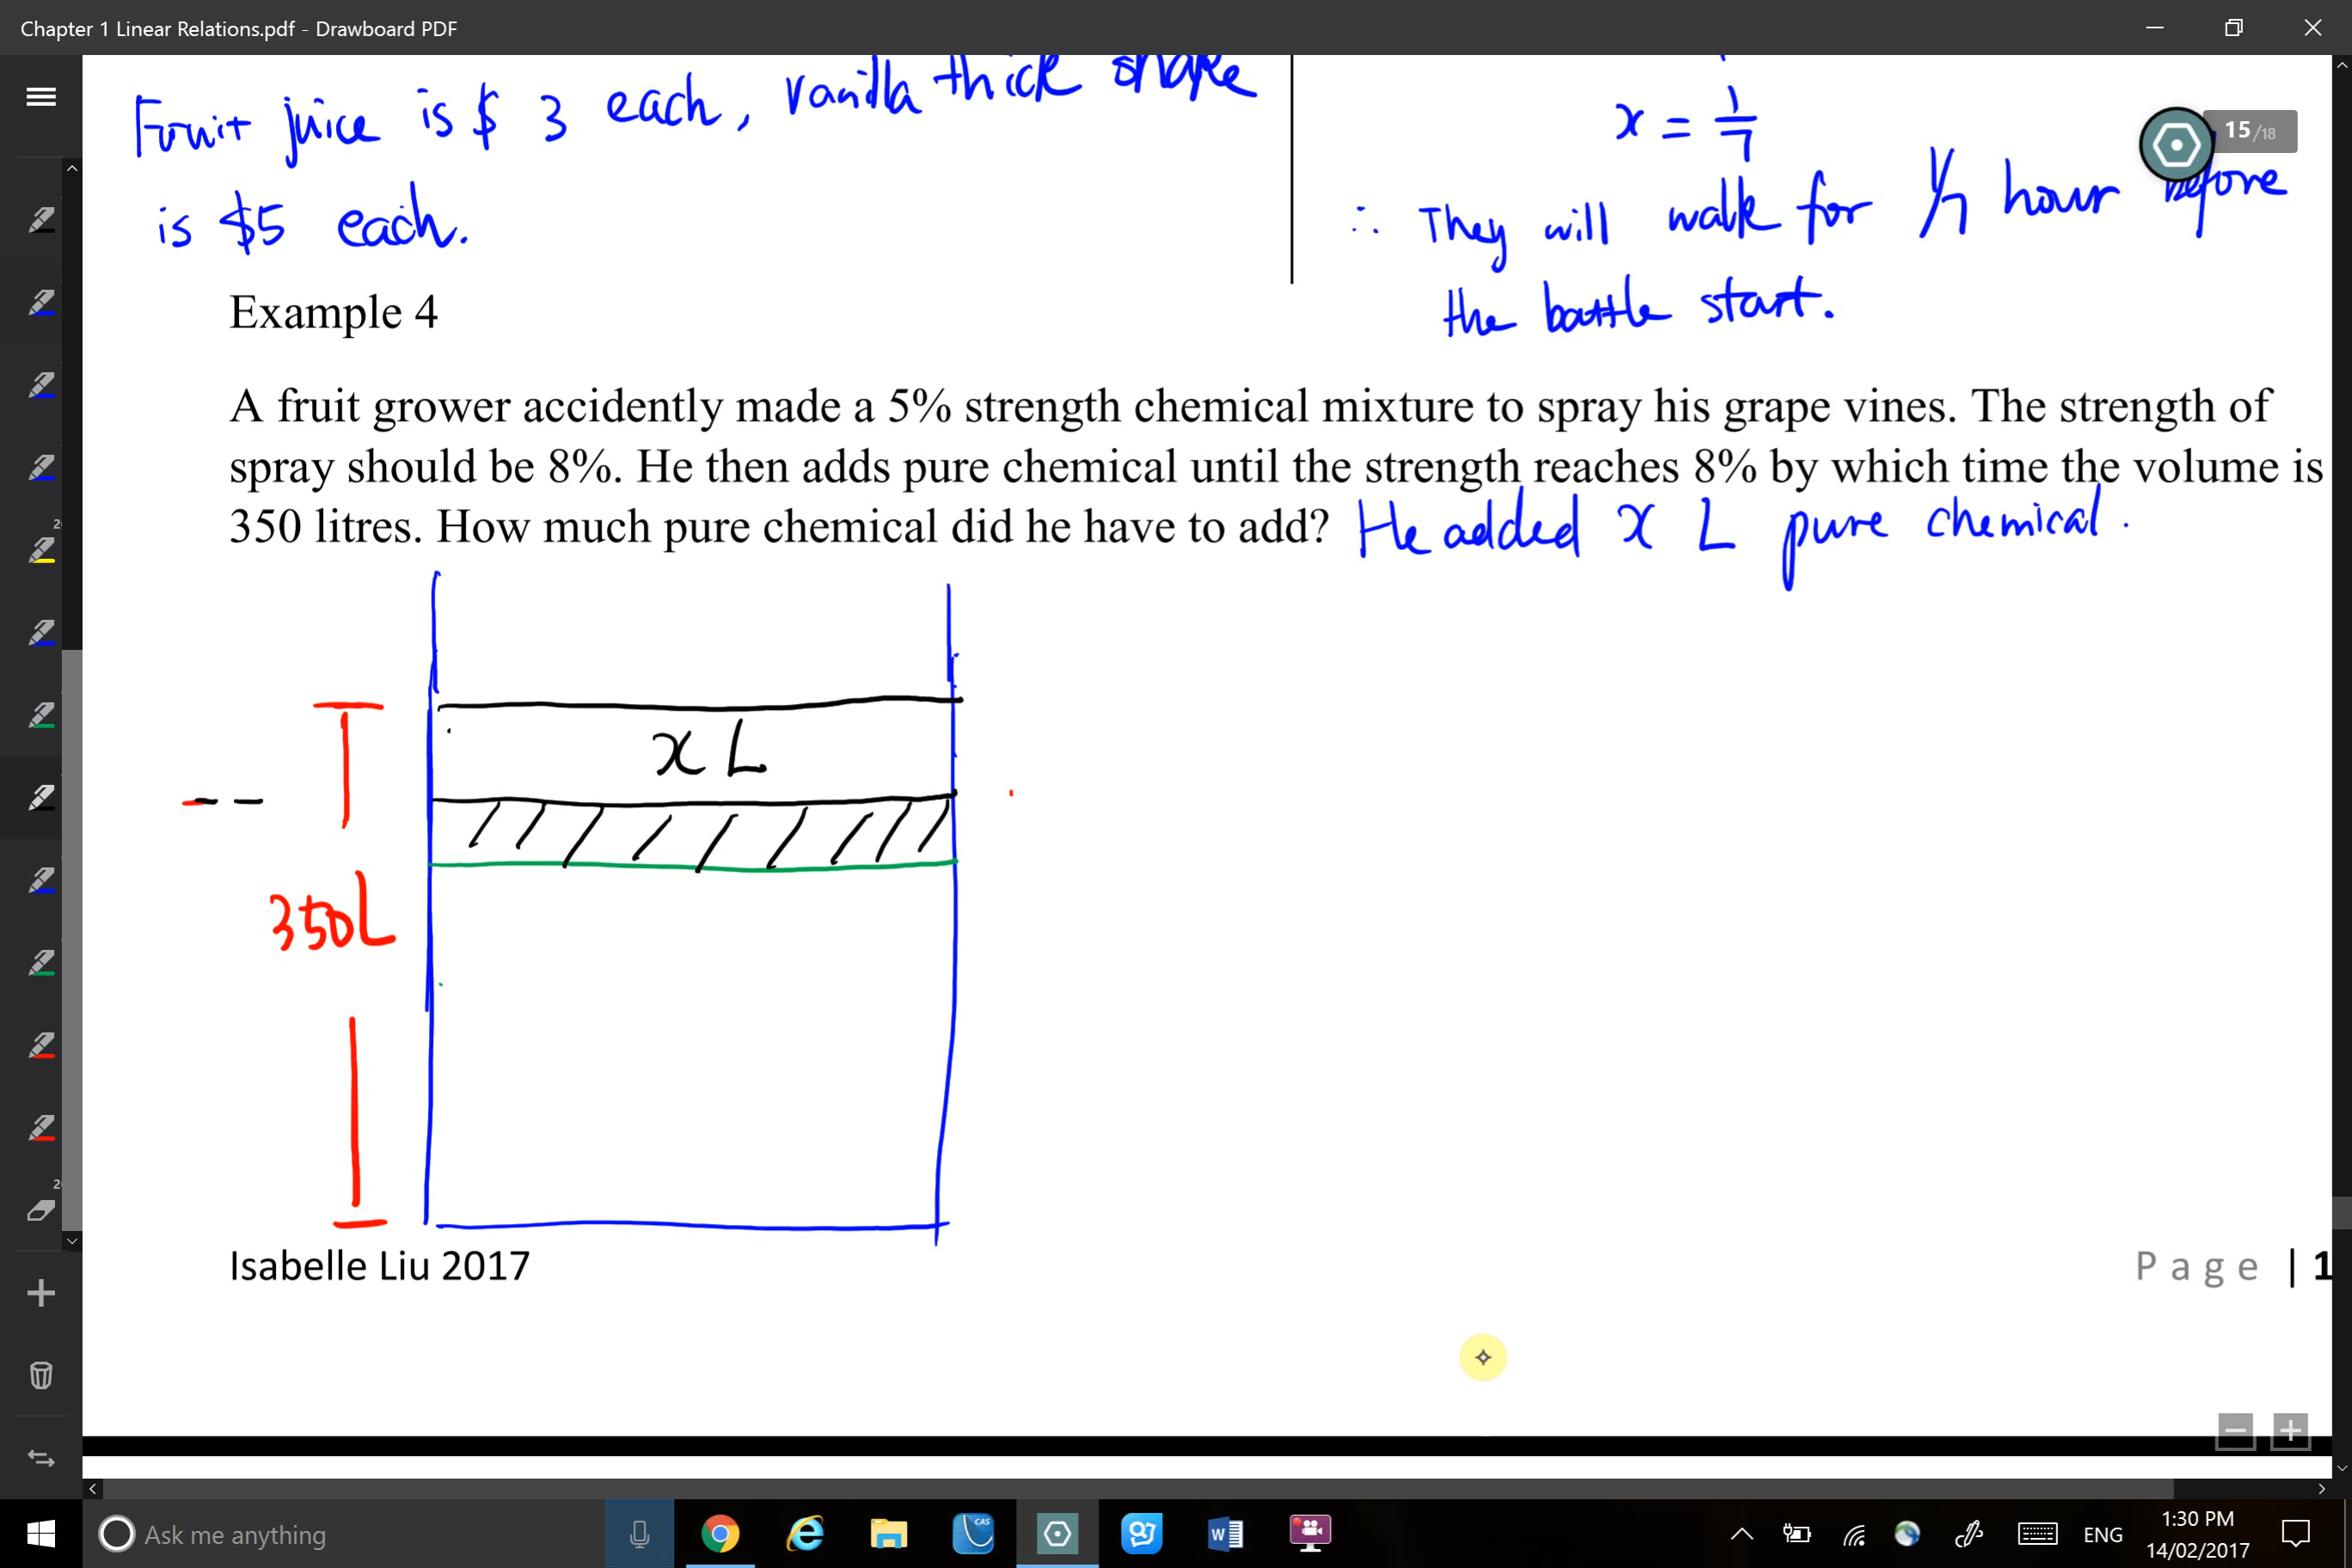 Chapter 1 Linear Relations.pdf - Drawboard PDF
Fruit juice is $ 3 each, vanilla thick shake
is $5 each.
x = 1/7
15/18
∴ They will walk for 1/7 hour before
the battle start.
Example 4
A fruit grower accidently made a 5% strength chemical mixture to spray his grape vines. The strength of
spray should be 8%. He then adds pure chemical until the strength reaches 8% by which time the volume is
350 litres. How much pure chemical did he have to add? He added x L pure chemical.
x L
350L
Isabelle Liu 2017
Page | 1
Ask me anything
CAS
ENG
1:30 PM
14/02/2017